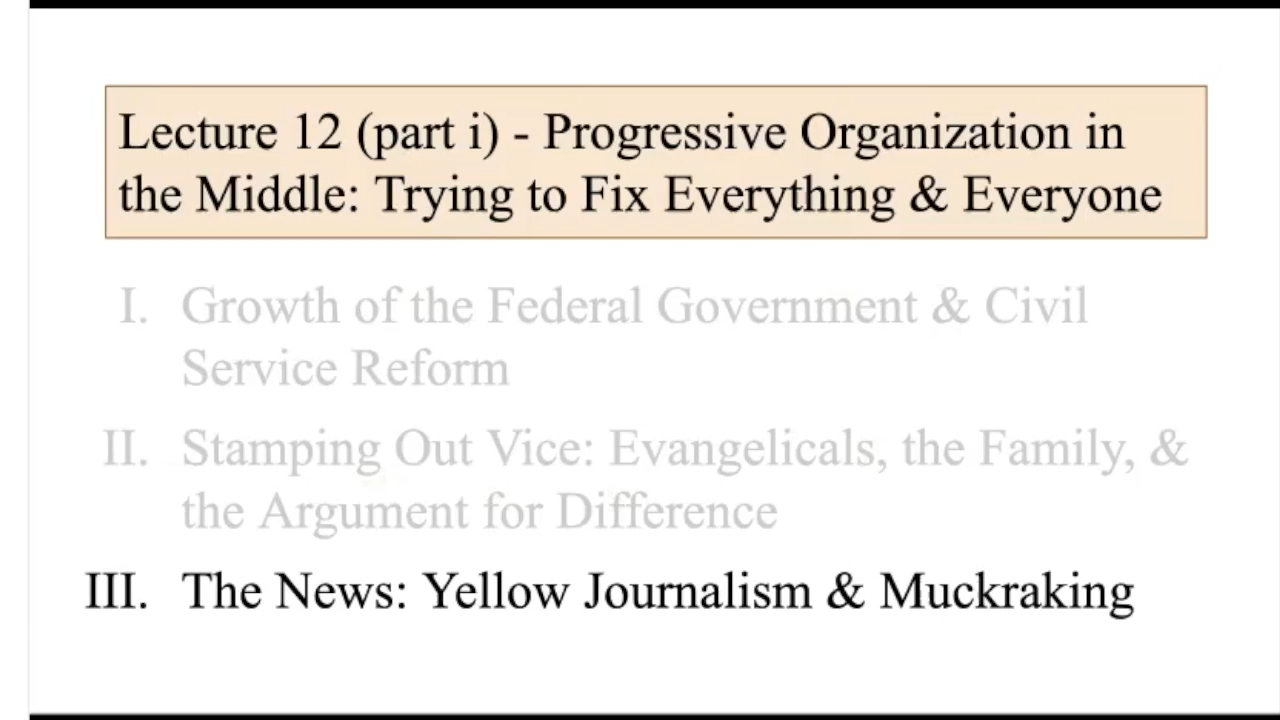 Lecture 12 (part i) - Progressive Organization in
the Middle: Trying to Fix Everything & Everyone
I. Growth of the Federal Government & Civil
Service Reform
II. Stamping Out Vice: Evangelicals, the Family, &
the Argument for Difference
III. The News: Yellow Journalism & Muckraking